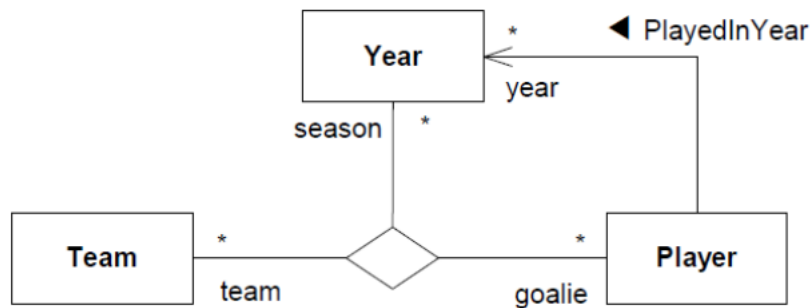 * ◀ PlayedInYear
Year
year
season *
Team * * Player
team goalie